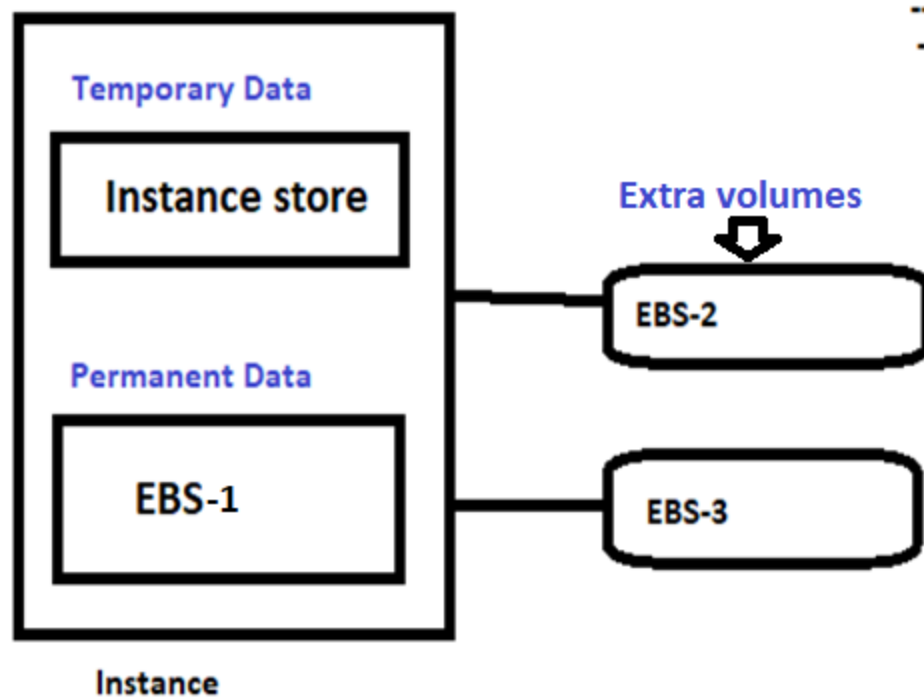 Temporary Data
Instance store
Extra volumes
EBS-2
Permanent Data
EBS-1
EBS-3
Instance